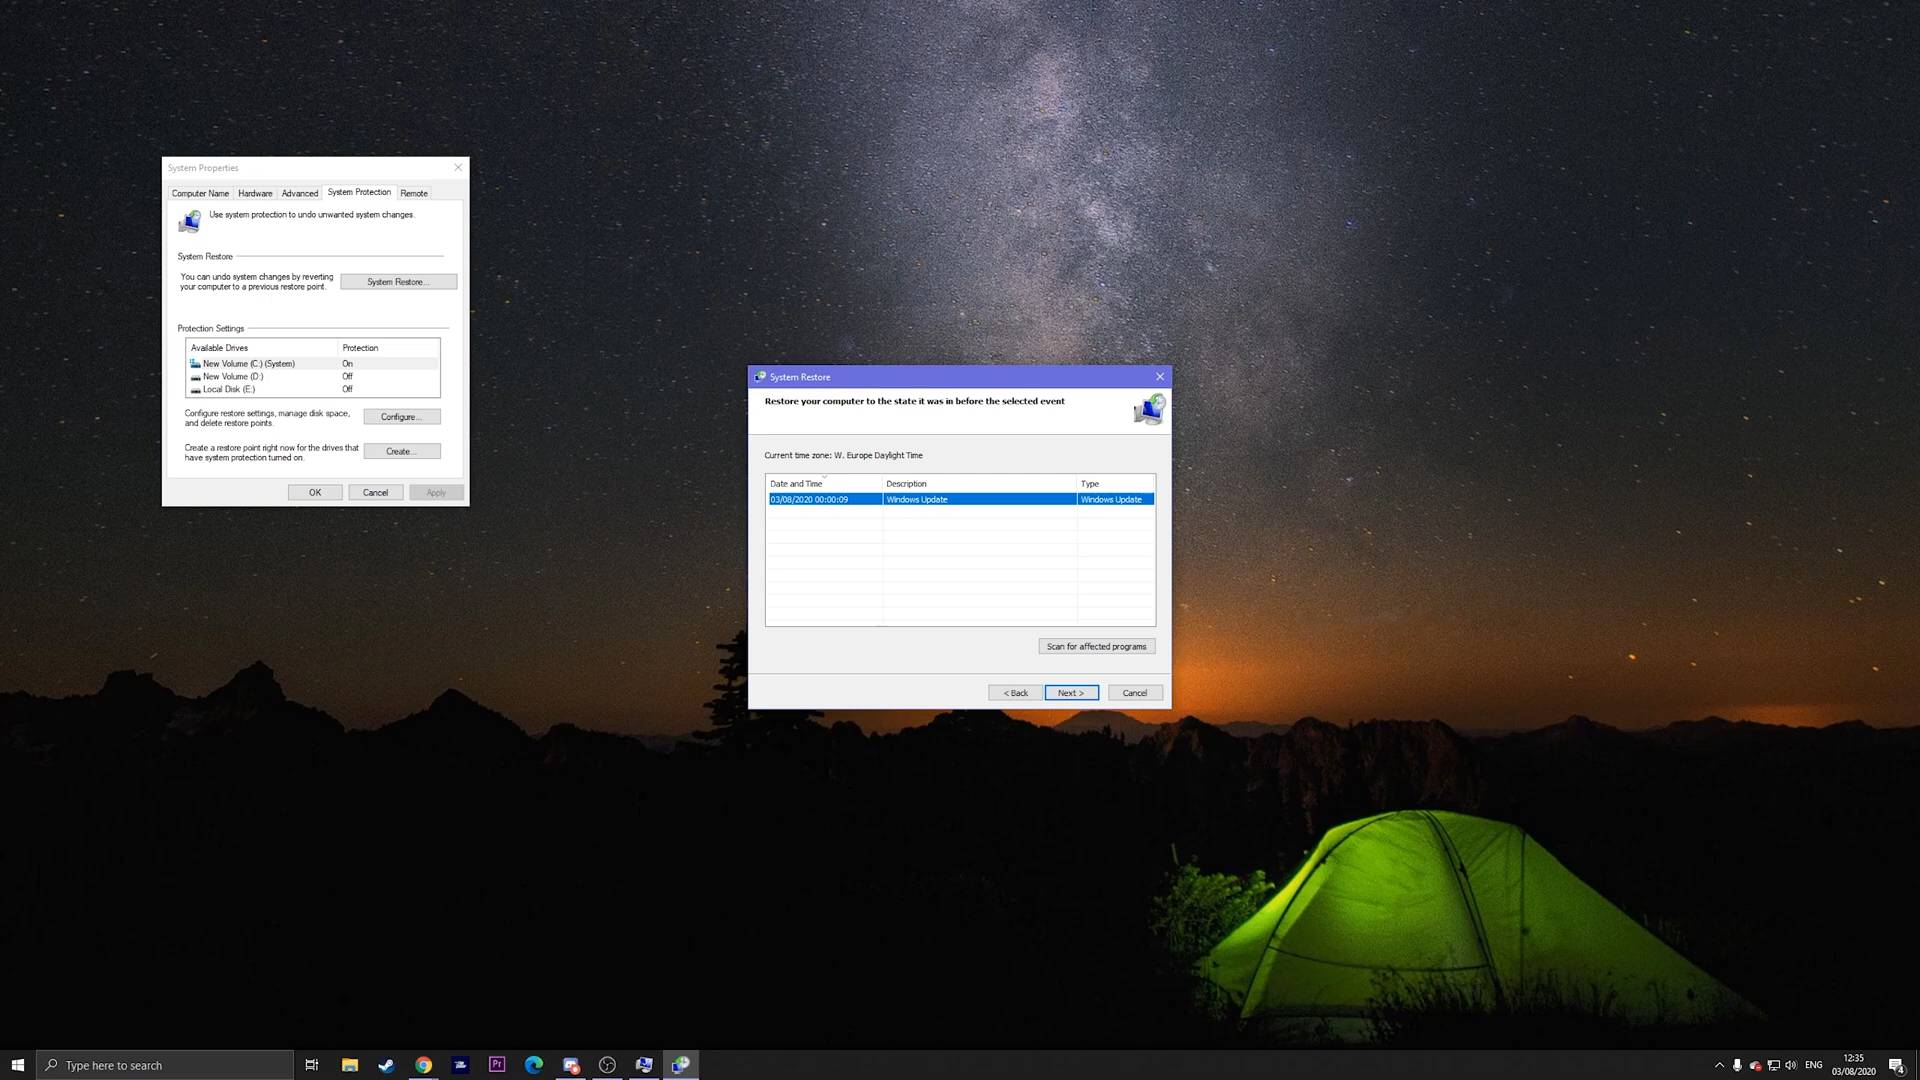 System Properties
Computer Name Hardware Advanced System Protection Remote
Use system protection to undo unwanted system changes.
System Restore
You can undo system changes by reverting
your computer to a previous restore point.
System Restore...
Protection Settings
Available Drives Protection
New Volume (C:) (System) On
New Volume (D:) Off
Local Disk (E:) Off
Configure restore settings, manage disk space,
and delete restore points.
Configure...
Create a restore point right now for the drives that
have system protection turned on.
Create...
OK Cancel Apply
System Restore
Restore your computer to the state it was in before the selected event
Current time zone: W. Europe Daylight Time
Date and Time Description Type
03/08/2020 00:00:09 Windows Update Windows Update
Scan for affected programs
< Back Next > Cancel
Type here to search
Pr
ENG
12:35
03/08/2020
4